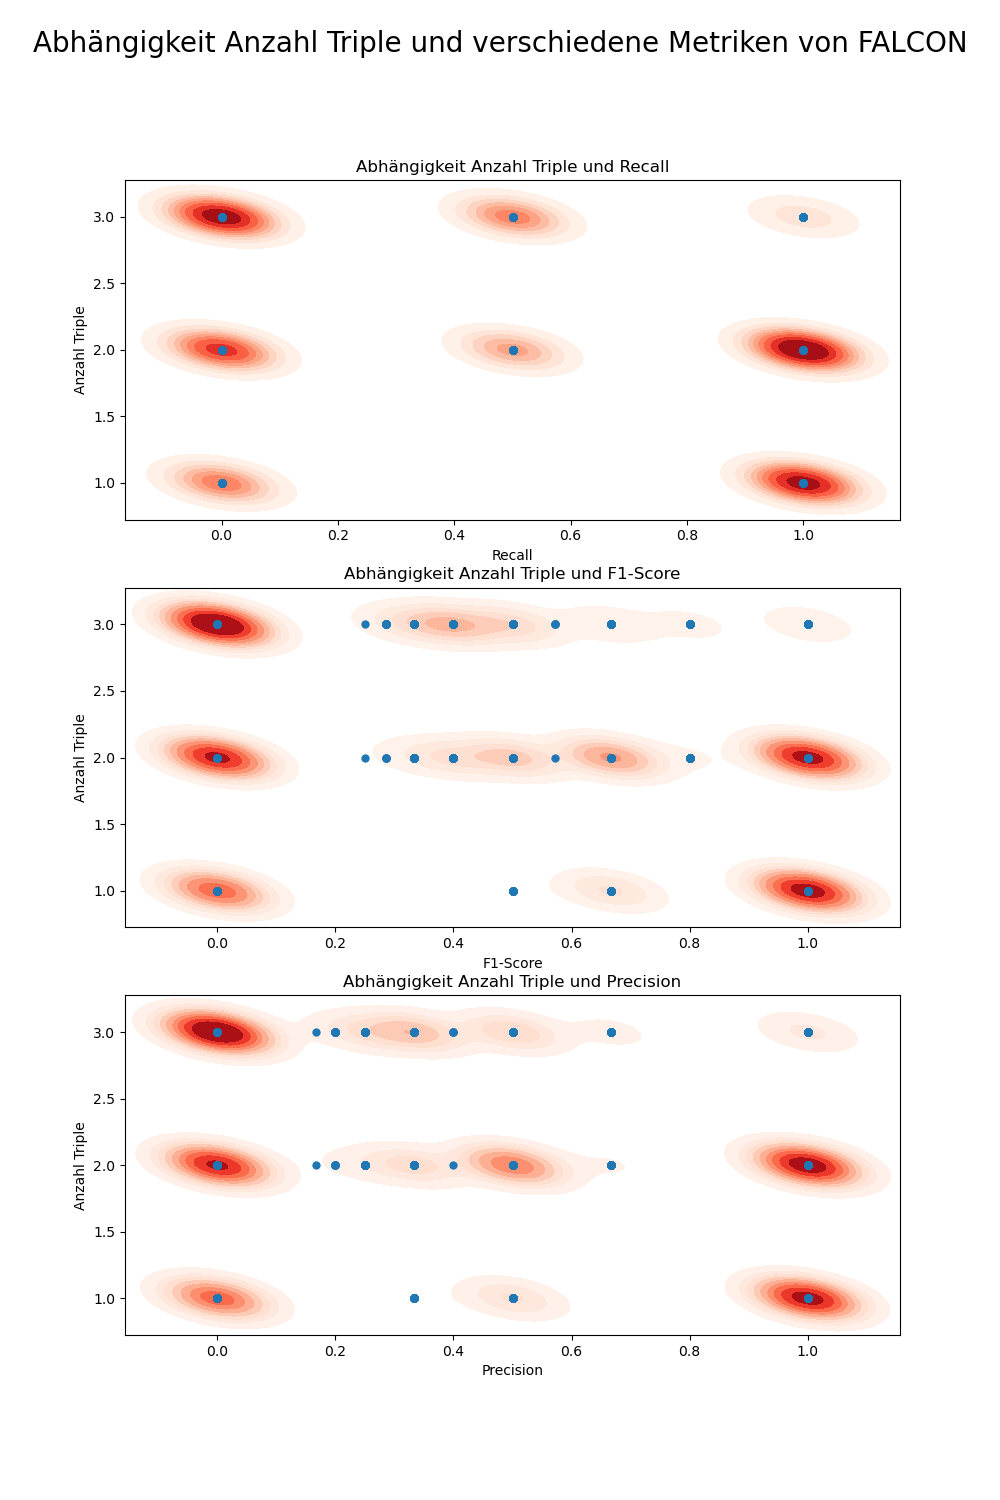 Abhängigkeit Anzahl Triple und verschiedene Metriken von FALCON
Abhängigkeit Anzahl Triple und Recall
Anzahl Triple
3.0
2.5
2.0
1.5
1.0
0.0 0.2 0.4 0.6 0.8 1.0
Recall
Abhängigkeit Anzahl Triple und F1-Score
Anzahl Triple
3.0
2.5
2.0
1.5
1.0
0.0 0.2 0.4 0.6 0.8 1.0
F1-Score
Abhängigkeit Anzahl Triple und Precision
Anzahl Triple
3.0
2.5
2.0
1.5
1.0
0.0 0.2 0.4 0.6 0.8 1.0
Precision